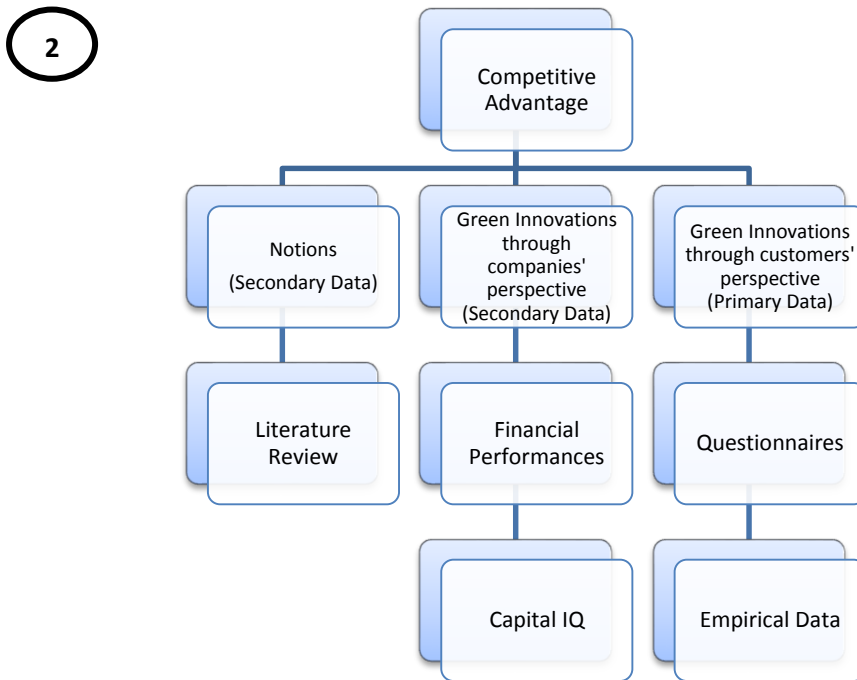 2
Competitive
Advantage
Notions
(Secondary Data)
Green Innovations
through
companies'
perspective
(Secondary Data)
Green Innovations
through customers'
perspective
(Primary Data)
Literature
Review
Financial
Performances
Questionnaires
Capital IQ
Empirical Data